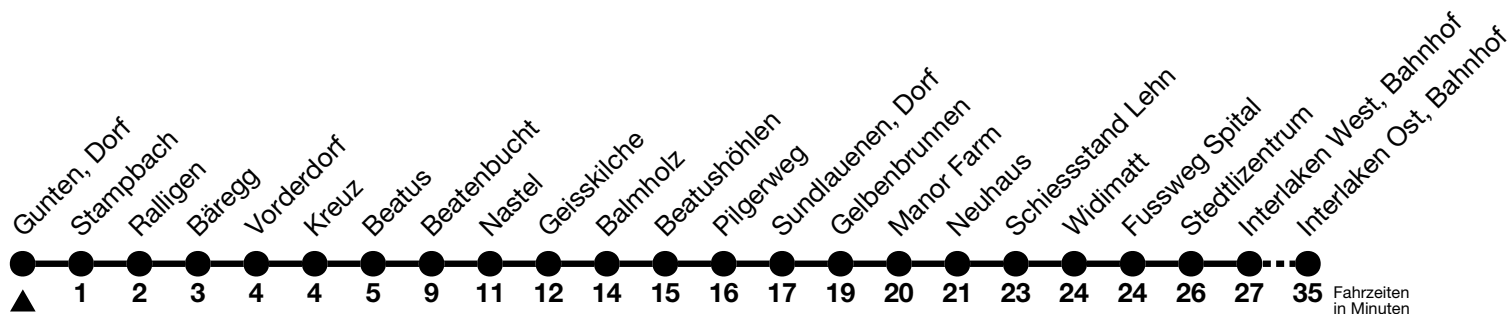 Gunten, Dorf
Stampbach
Ralligen
Bäregg
Vorderdorf
Kreuz
Beatus
Beatenbucht
Nastel
Geisskilche
Balmholz
Beatushöhlen
Pilgerweg
Sundlauenen, Dorf
Gelbenbrunnen
Manor Farm
Neuhaus
Schiessstand Lehn
Widimatt
Fussweg Spital
Stedtlizentrum
Interlaken West, Bahnhof
Interlaken Ost, Bahnhof
1 2 3 4 4 5 9 11 12 14 15 16 17 19 20 21 23 24 24 26 27 35 Fahrzeiten
in Minuten